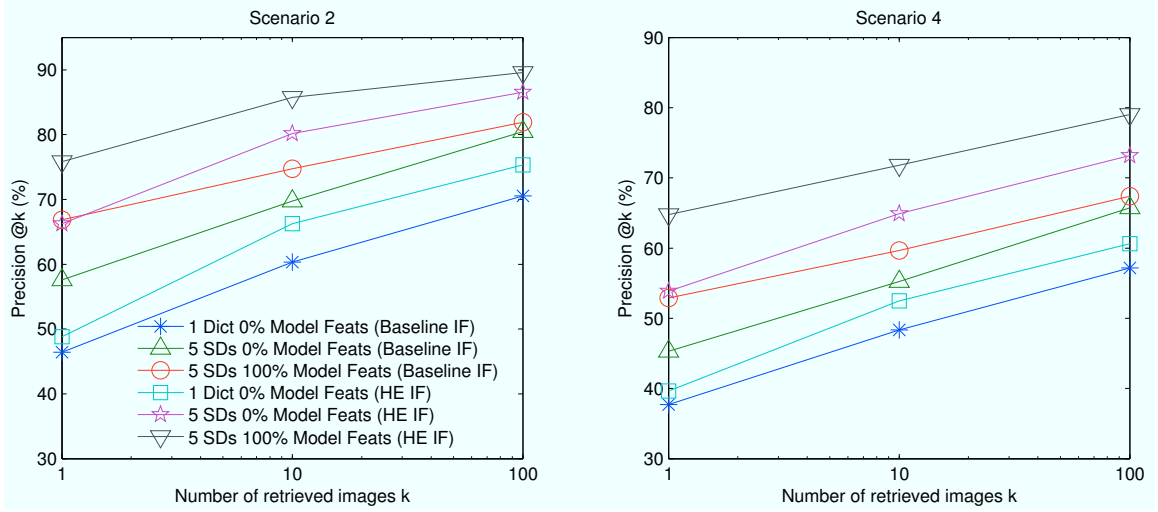 Scenario 2
90
80
70
60
50
40
30
1
10
100
Precision @k (%)
Number of retrieved images k
1 Dict 0% Model Feats (Baseline IF)
5 SDs 0% Model Feats (Baseline IF)
5 SDs 100% Model Feats (Baseline IF)
1 Dict 0% Model Feats (HE IF)
5 SDs 0% Model Feats (HE IF)
5 SDs 100% Model Feats (HE IF)
Scenario 4
90
80
70
60
50
40
30
1
10
100
Precision @k (%)
Number of retrieved images k